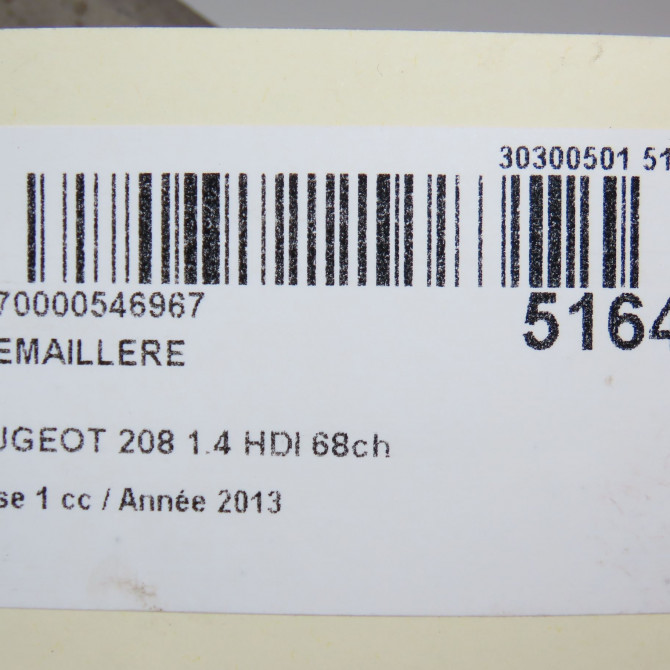 30300501 51
70000546967
5164
EMAILLERE
UGEOT 208 1.4 HDI 68ch
se 1 cc / Année 2013